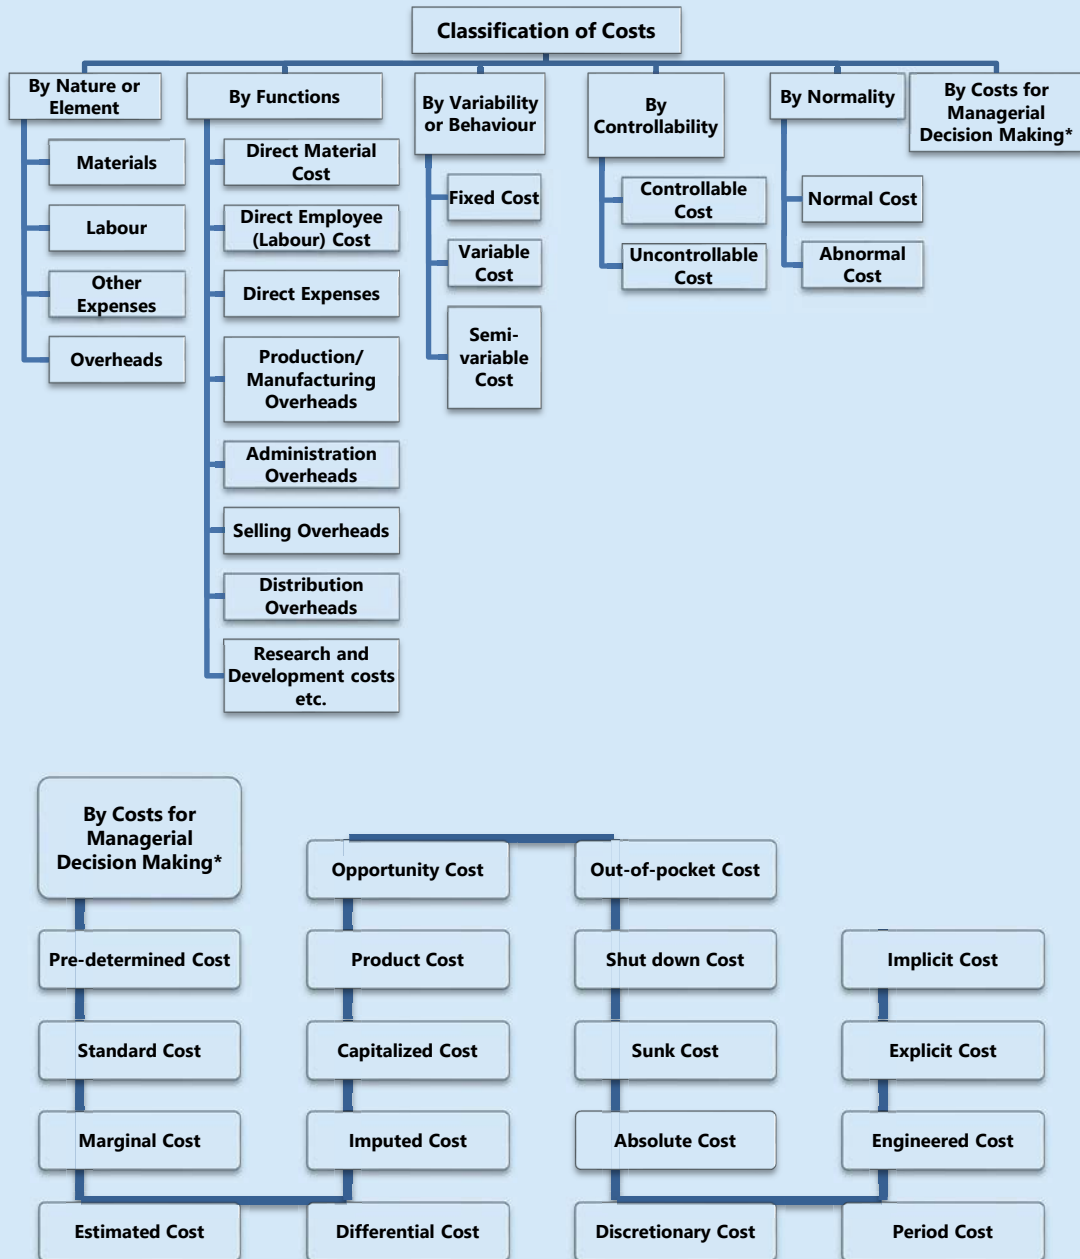 Classification of Costs
By Nature or
Element
Materials
Labour
Other
Expenses
Overheads
By Functions
Direct Material
Cost
Direct Employee
(Labour) Cost
Direct Expenses
Production/
Manufacturing
Overheads
Administration
Overheads
Selling Overheads
Distribution
Overheads
Research and
Development costs
etc.
By Variability
or Behaviour
Fixed Cost
Variable
Cost
Semi-
variable
Cost
By
Controllability
Controllable
Cost
Uncontrollable
Cost
By Normality
Normal Cost
Abnormal
Cost
By Costs for
Managerial
Decision Making*
By Costs for
Managerial
Decision Making*
Pre-determined Cost
Standard Cost
Marginal Cost
Estimated Cost
Differential Cost
Imputed Cost
Capitalized Cost
Product Cost
Opportunity Cost
Out-of-pocket Cost
Shut down Cost
Sunk Cost
Absolute Cost
Discretionary Cost
Period Cost
Engineered Cost
Explicit Cost
Implicit Cost